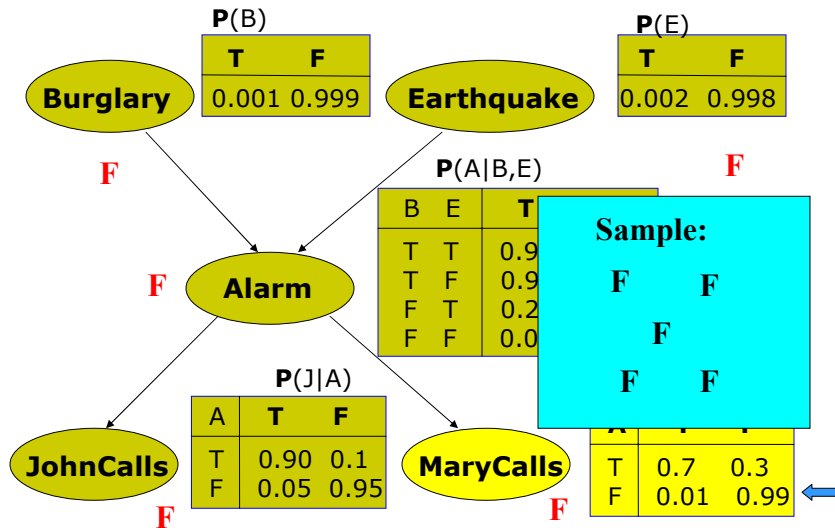 P(B)
T F
0.001 0.999
Burglary
P(E)
T F
0.002 0.998
Earthquake
F
F
P(A|B,E)
B E T
T T 0.9
T F 0.9
F T 0.2
F F 0.0
Sample:
F F
F
F F
F
Alarm
P(J|A)
A T F
T 0.90 0.1
F 0.05 0.95
JohnCalls
F
MaryCalls
F
T 0.7 0.3
F 0.01 0.99